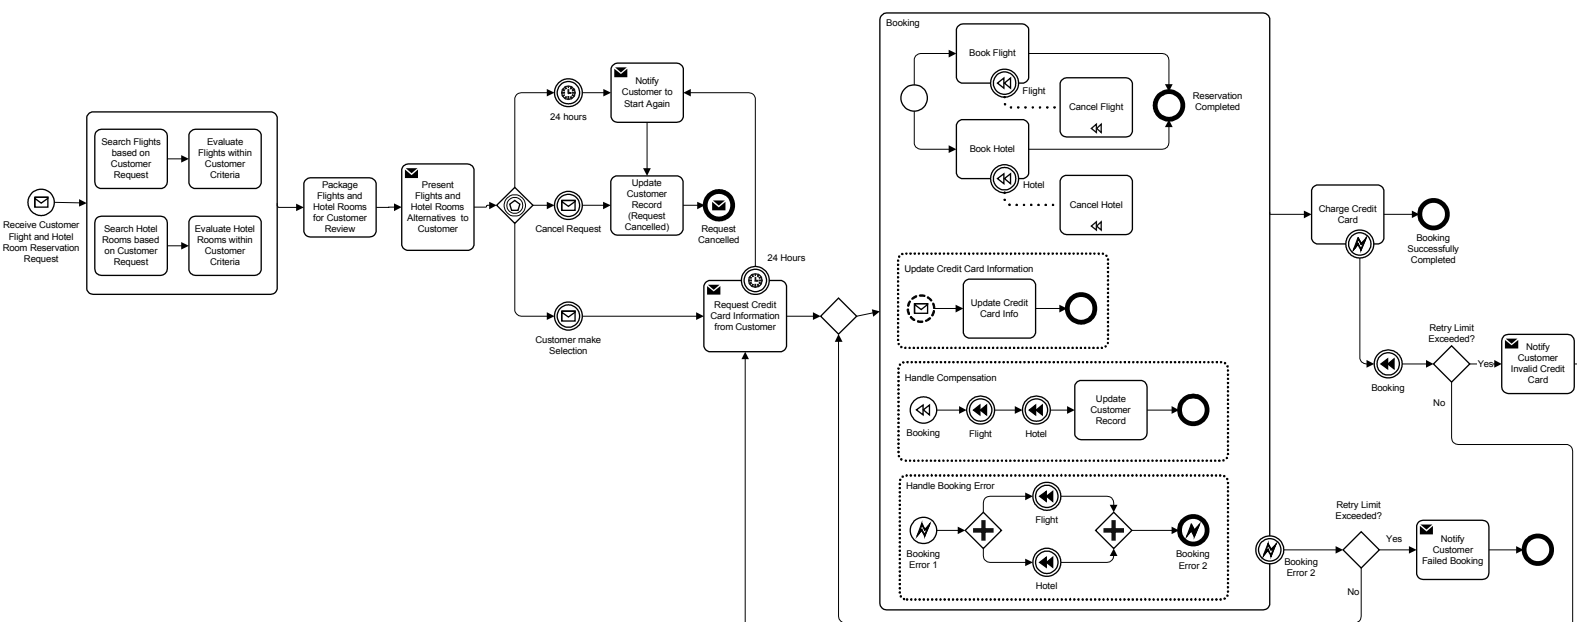 Receive Customer
Flight and Hotel
Room Reservation
Request
Search Flights
based on
Customer
Request
Evaluate
Flights within
Customer
Criteria
Search Hotel
Rooms based
on Customer
Request
Evaluate Hotel
Rooms within
Customer
Criteria
Package
Flights and
Hotel Rooms
for Customer
Review
Present
Flights and
Hotel Rooms
Alternatives to
Customer
24 hours
Notify
Customer to
Start Again
Cancel Request
Update
Customer
Record
(Request
Cancelled)
Request
Cancelled
Customer make
Selection
24 Hours
Request Credit
Card Information
from Customer
Booking
Book Flight
Flight
Cancel Flight
Book Hotel
Hotel
Cancel Hotel
Reservation
Completed
Update Credit Card Information
Update Credit
Card Info
Handle Compensation
Booking
Flight
Hotel
Update
Customer
Record
Handle Booking Error
Booking
Error 1
Flight
Hotel
Booking
Error 2
Booking
Error 2
Charge Credit
Card
Booking
Successfully
Completed
Booking
Retry Limit
Exceeded?
Yes
No
Notify
Customer
Invalid Credit
Card
Retry Limit
Exceeded?
Yes
No
Notify
Customer
Failed Booking